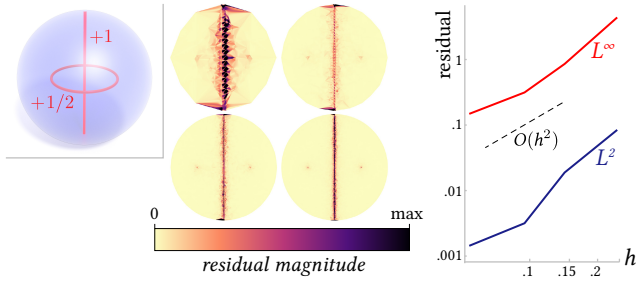 +1
+1/2
0
max
residual magnitude
residual
1
.1
.01
.001
L∞
O(h²)
L²
.1
.15
.2
h